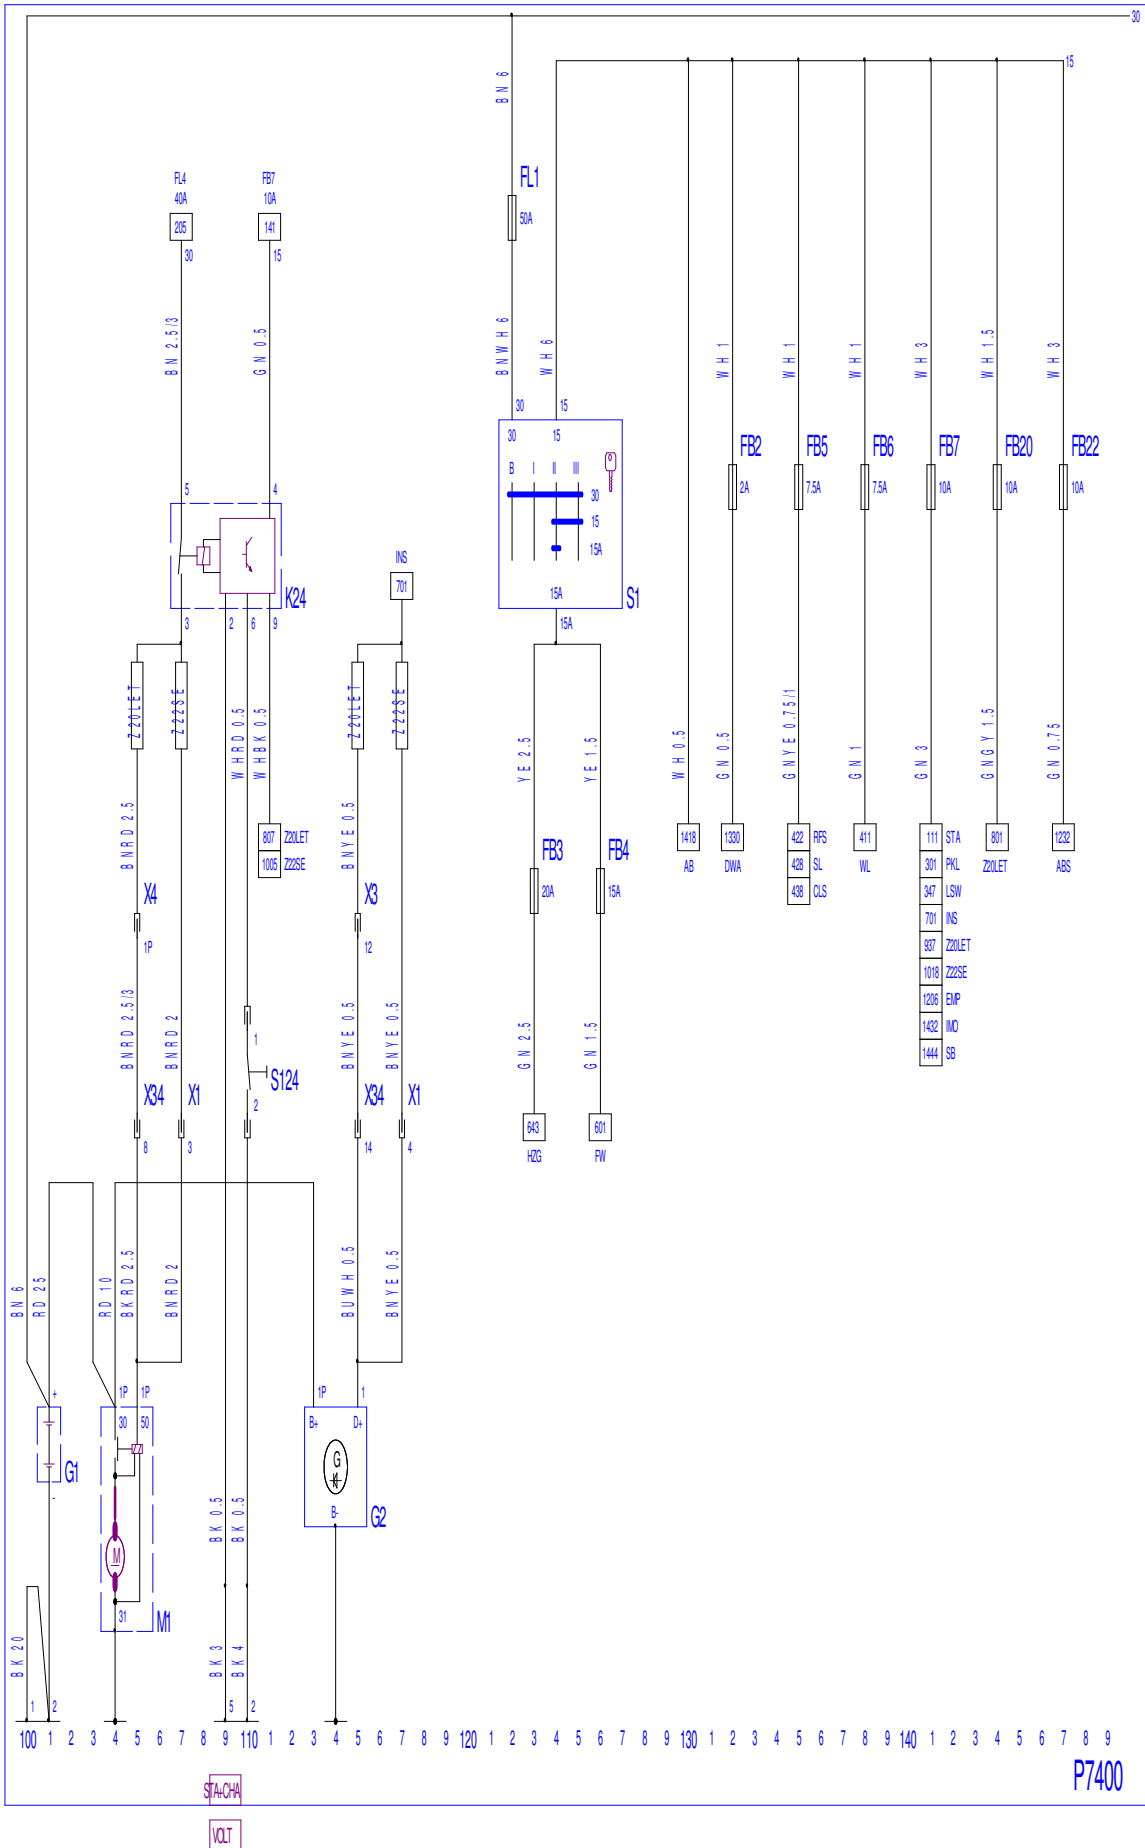 30
15
BN 6
FL1
50A
FL4
40A
205
30
FB7
10A
141
15
BN 2.5/3
GN 0.5
BNWH 6
WH 6
WH 1
WH 1
WH 1
WH 3
WH 1.5
WH 3
30
15
30
15
B
I
II
III
30
15
15A
15A
S1
15A
FB2
2A
FB5
7.5A
FB6
7.5A
FB7
10A
FB20
10A
FB22
10A
5
4
K24
3
2
6
9
INS
701
Z20LET
Z22SE
WHRD 0.5
WHBK 0.5
Z20LET
Z22SE
YE 2.5
YE 1.5
WH 0.5
GN 0.5
GNYE 0.75/1
GN 1
GN 3
GNGY 1.5
GN 0.75
BNRD 2.5
807 Z20LET
1005 Z22SE
BNYE 0.5
FB3
20A
FB4
15A
1418
AB
1330
DWA
422 RFS
428 SL
438 CLS
411
WL
111 STA
301 PKL
347 LSW
701 INS
937 Z20LET
1018 Z22SE
1206 EMP
1432 IMO
1444 SB
801
Z20LET
1232
ABS
X4
1P
X3
12
BNRD 2.5/3
BNRD 2
1
S124
2
BNYE 0.5
BNYE 0.5
GN 2.5
GN 1.5
X34
8
X1
3
X34
14
X1
4
643
HZG
601
FW
BN 6
RD 25
RD 10
BKRD 2.5
BNRD 2
BUWH 0.5
BNYE 0.5
+
-
G1
1P
1P
30
50
M
31
M1
1P
1
B+
D+
G
B-
G2
BK 0.5
BK 0.5
BK 20
BK 3
BK 4
1
2
5
2
100 1 2 3 4 5 6 7 8 9 110 1 2 3 4 5 6 7 8 9 120 1 2 3 4 5 6 7 8 9 130 1 2 3 4 5 6 7 8 9 140 1 2 3 4 5 6 7 8 9
P7400
STA+CHA
VOLT